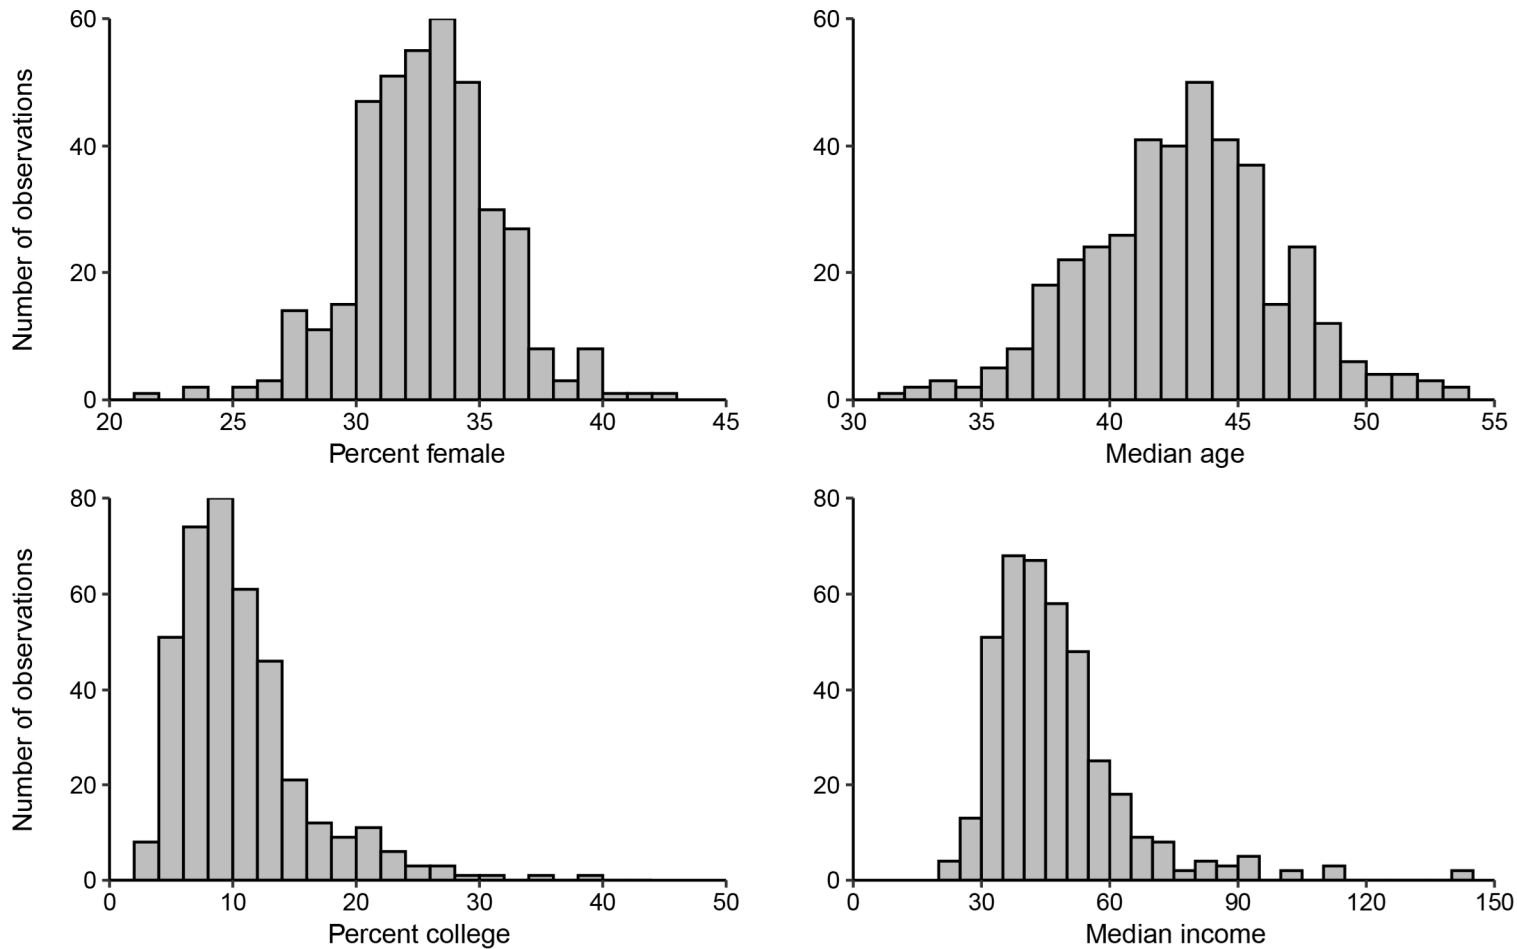 Number of observations
60
40
20
0
20 25 30 35 40 45
Percent female
60
40
20
0
30 35 40 45 50 55
Median age
Number of observations
80
60
40
20
0
0 10 20 30 40 50
Percent college
80
60
40
20
0
0 30 60 90 120 150
Median income